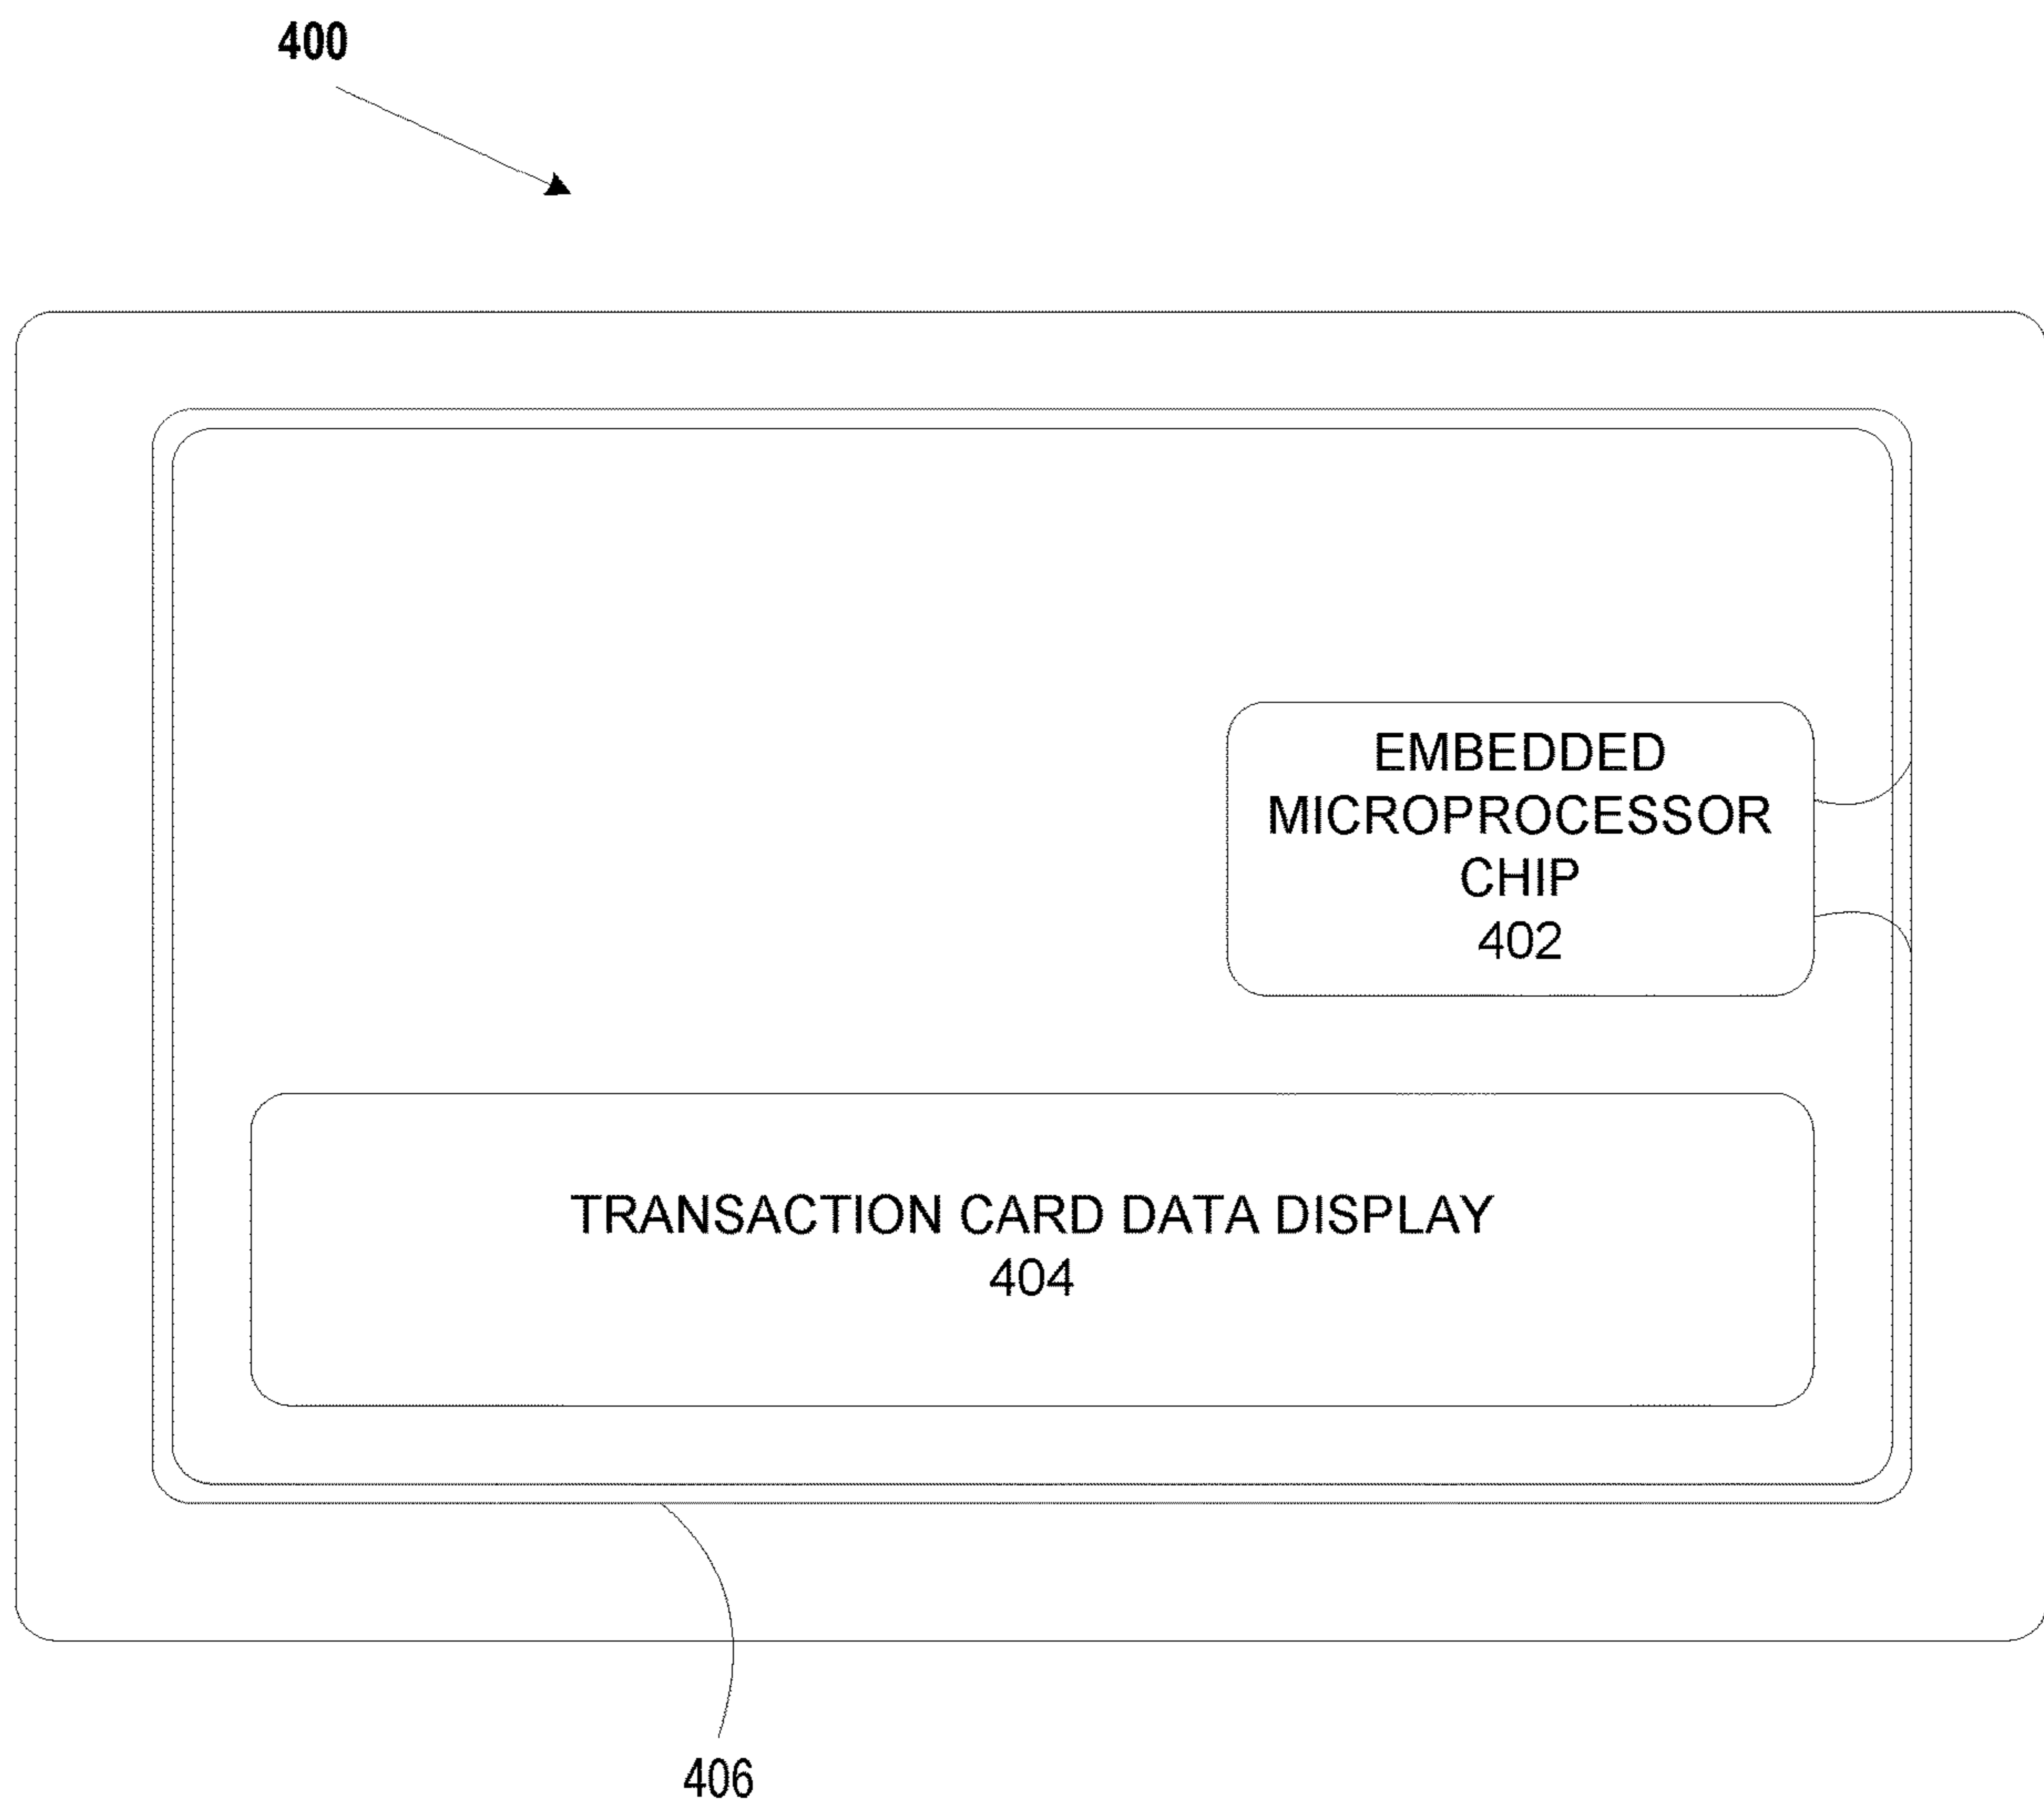 400
EMBEDDED
MICROPROCESSOR
CHIP
402
TRANSACTION CARD DATA DISPLAY
404
406